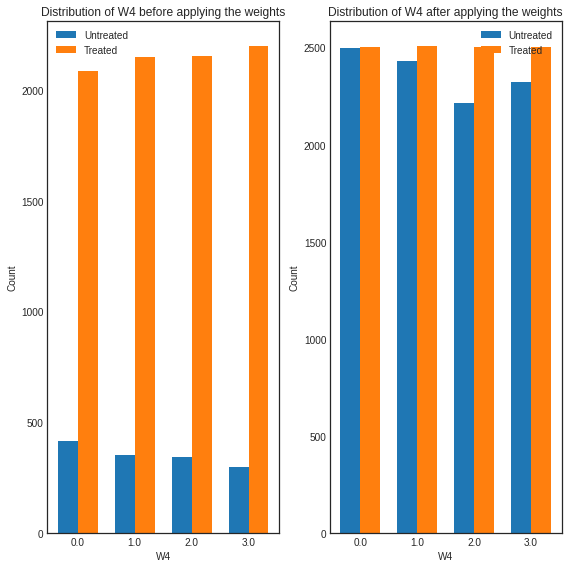 Distribution of W4 before applying the weights
Untreated
Treated
2000
1500
1000
500
0
Count
0.0 1.0 2.0 3.0
W4
Distribution of W4 after applying the weights
Untreated
Treated
2500
2000
1500
1000
500
0
Count
0.0 1.0 2.0 3.0
W4